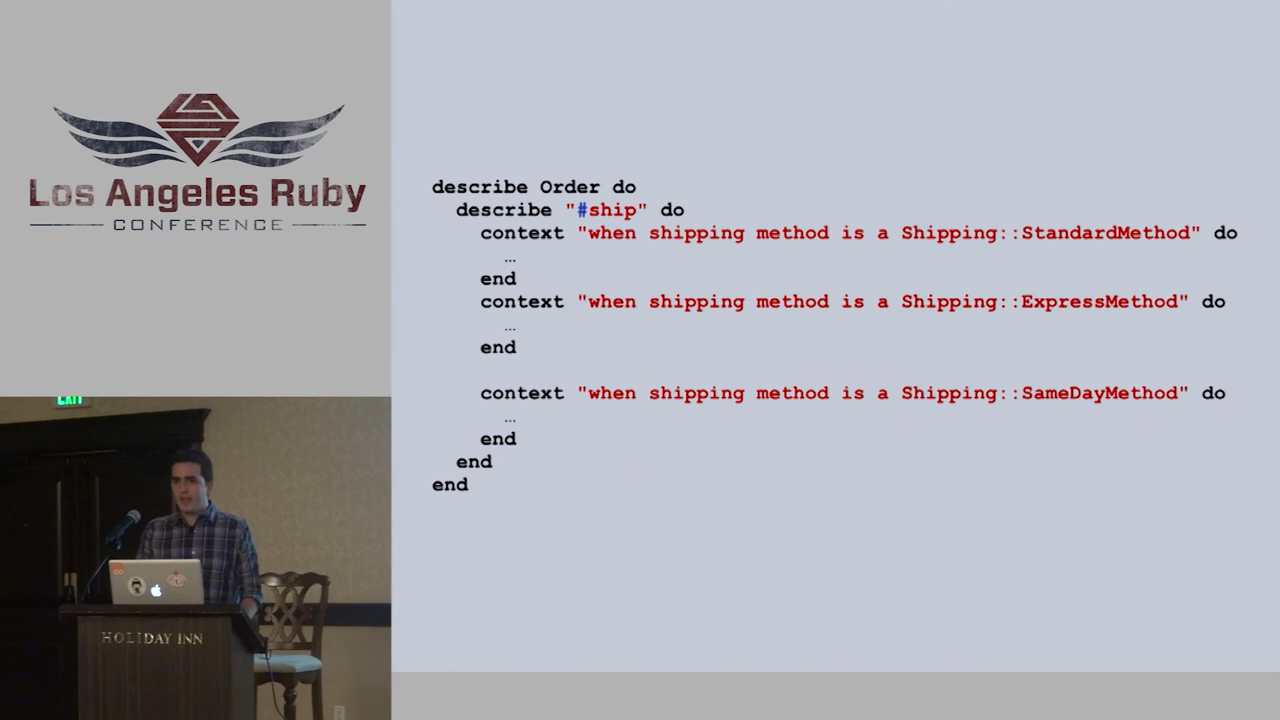 Los Angeles Ruby
CONFERENCE
describe Order do
describe "#ship" do
context "when shipping method is a Shipping::StandardMethod" do
…
end
context "when shipping method is a Shipping::ExpressMethod" do
…
end
context "when shipping method is a Shipping::SameDayMethod" do
…
end
end
end
EXIT
HOLIDAY INN